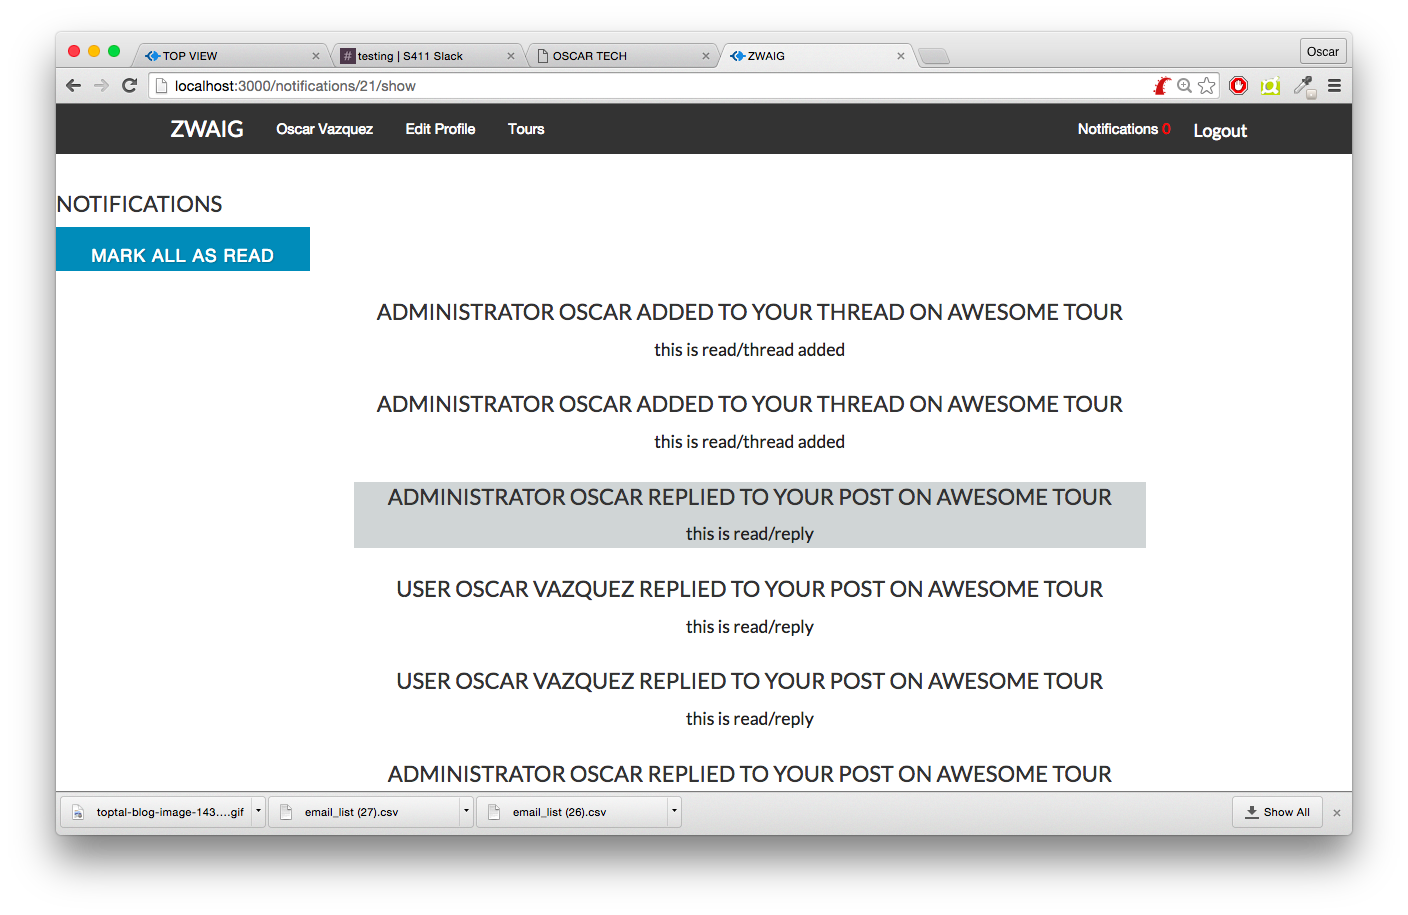 TOP VIEW
# testing | S411 Slack
OSCAR TECH
ZWAIG
Oscar
localhost:3000/notifications/21/show
ZWAIG Oscar Vazquez Edit Profile Tours Notifications 0 Logout
NOTIFICATIONS
MARK ALL AS READ
ADMINISTRATOR OSCAR ADDED TO YOUR THREAD ON AWESOME TOUR
this is read/thread added
ADMINISTRATOR OSCAR ADDED TO YOUR THREAD ON AWESOME TOUR
this is read/thread added
ADMINISTRATOR OSCAR REPLIED TO YOUR POST ON AWESOME TOUR
this is read/reply
USER OSCAR VAZQUEZ REPLIED TO YOUR POST ON AWESOME TOUR
this is read/reply
USER OSCAR VAZQUEZ REPLIED TO YOUR POST ON AWESOME TOUR
this is read/reply
ADMINISTRATOR OSCAR REPLIED TO YOUR POST ON AWESOME TOUR
toptal-blog-image-143....gif
email_list (27).csv
email_list (26).csv
Show All